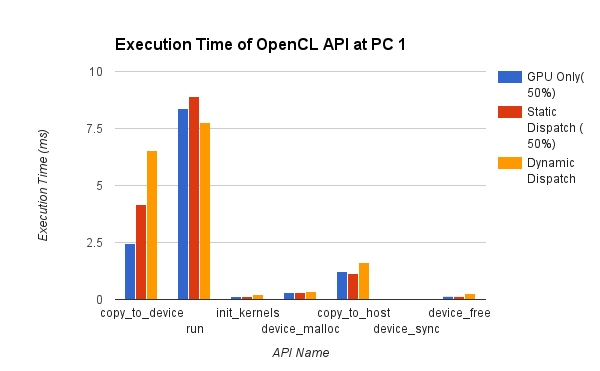 Execution Time of OpenCL API at PC 1
10
7.5
5
2.5
0
Execution Time (ms)
copy_to_device
run
init_kernels
device_malloc
copy_to_host
device_sync
device_free
API Name
GPU Only(
50%)
Static
Dispatch (
50%)
Dynamic
Dispatch